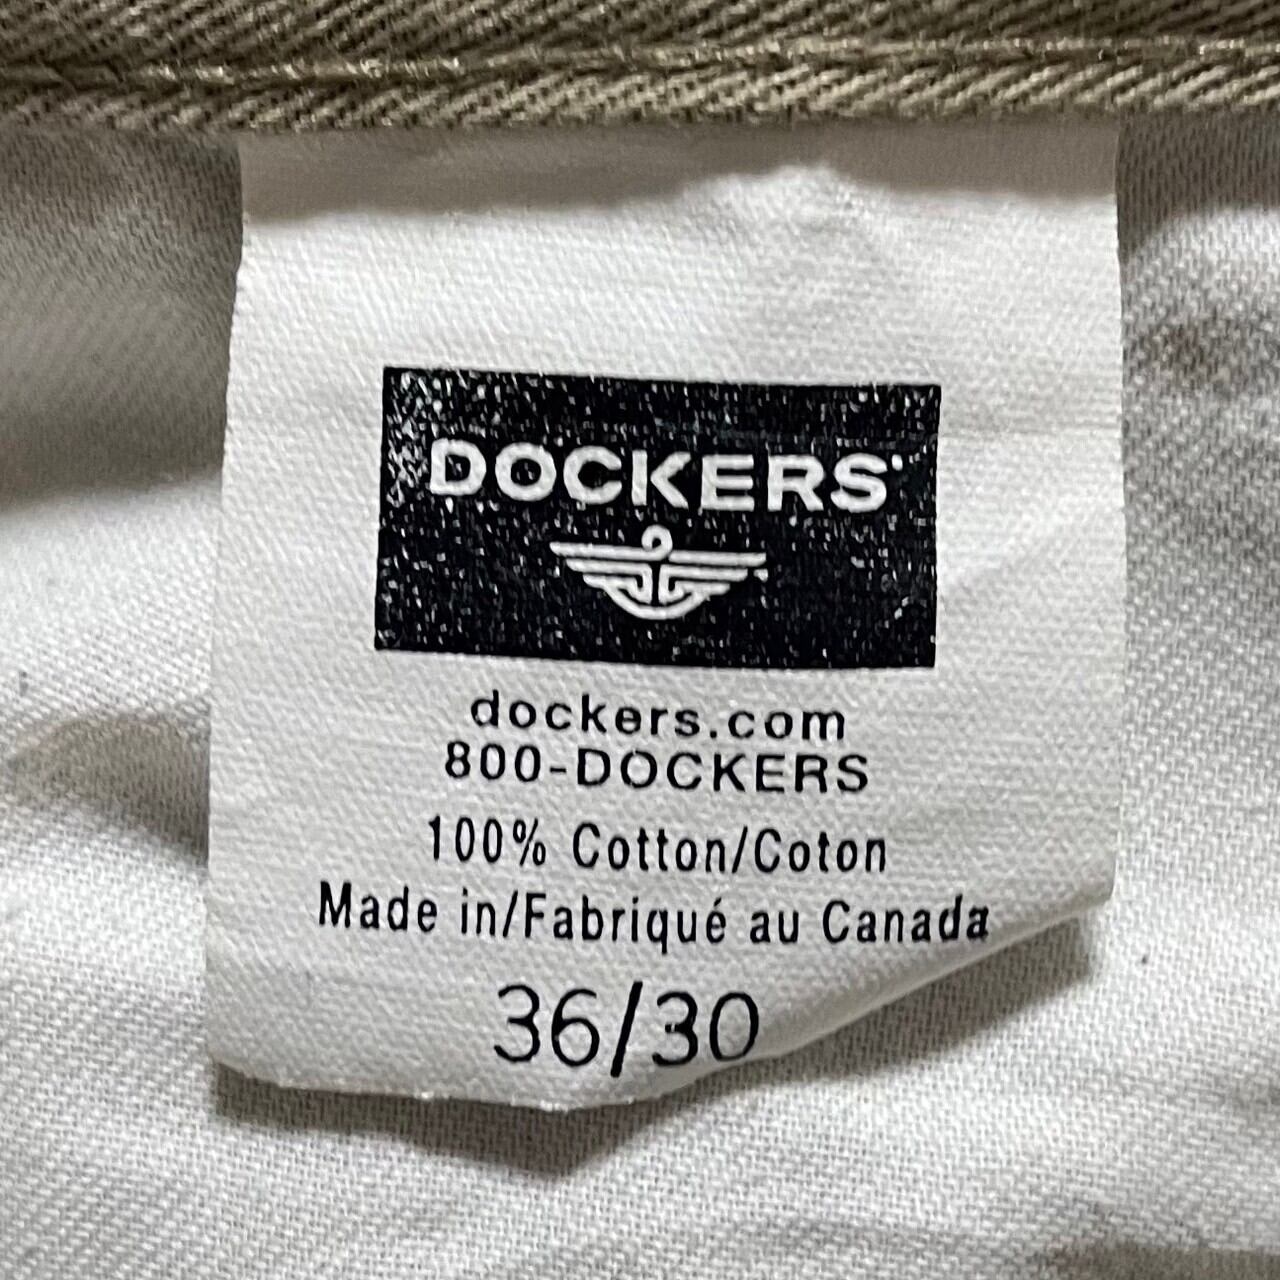 DOCKERS
dockers.com
800-DOCKERS
100% Cotton/Coton
Made in/Fabriqué au Canada
36/30